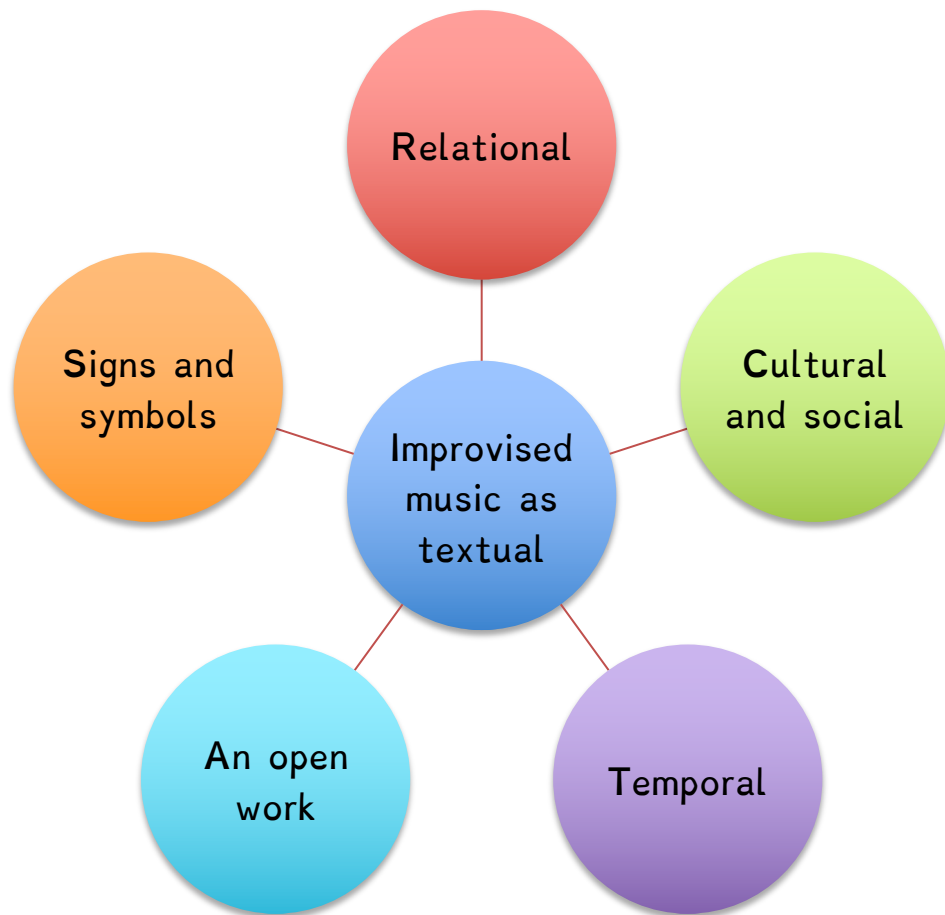 Relational
Signs and
symbols
Cultural
and social
Improvised
music as
textual
An open
work
Temporal